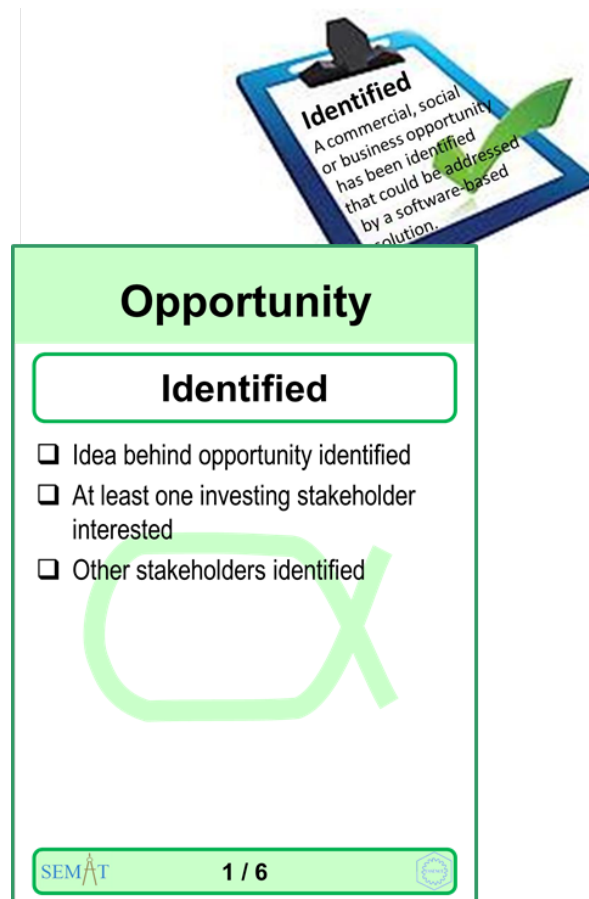 Identified
A commercial, social
or business opportunity
has been identified
that could be addressed
by a software-based
solution.
Opportunity
Identified
Idea behind opportunity identified
At least one investing stakeholder
interested
Other stakeholders identified
SEMAT
1 / 6